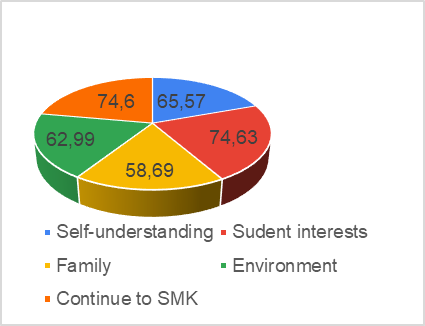 74,6 65,57
62,99 74,63
58,69
Self-understanding Sudent interests
Family Environment
Continue to SMK